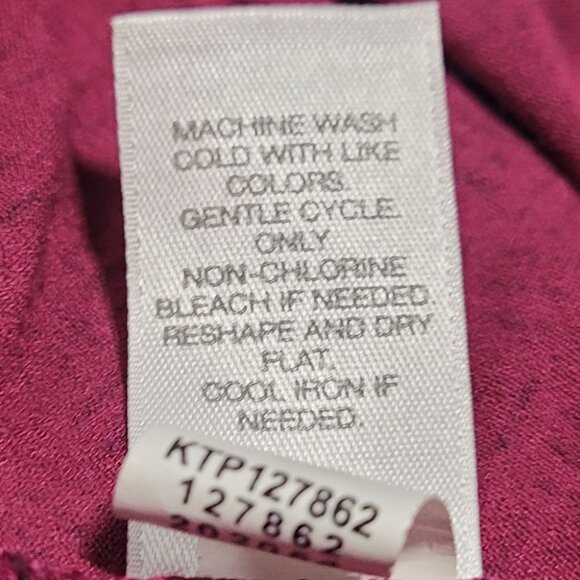 MACHINE WASH
COLD WITH LIKE
COLORS.
GENTLE CYCLE.
ONLY
NON-CHLORINE
BLEACH IF NEEDED.
RESHAPE AND DRY
FLAT.
COOL IRON IF
NEEDED.
KTP127862
127862